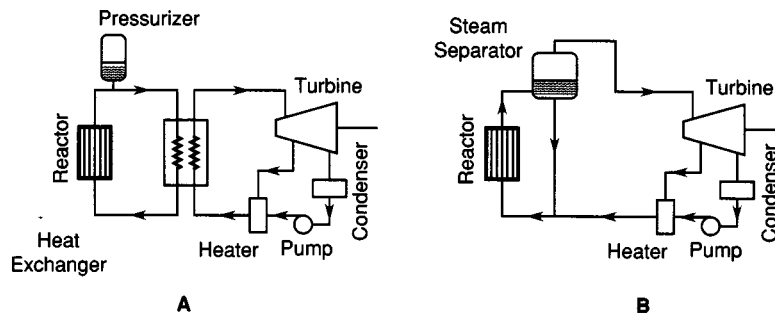 Pressurizer
Turbine
Reactor
Condenser
Heater
Pump
Heat
Exchanger
A
Steam
Separator
Turbine
Reactor
Condenser
Heater
Pump
B